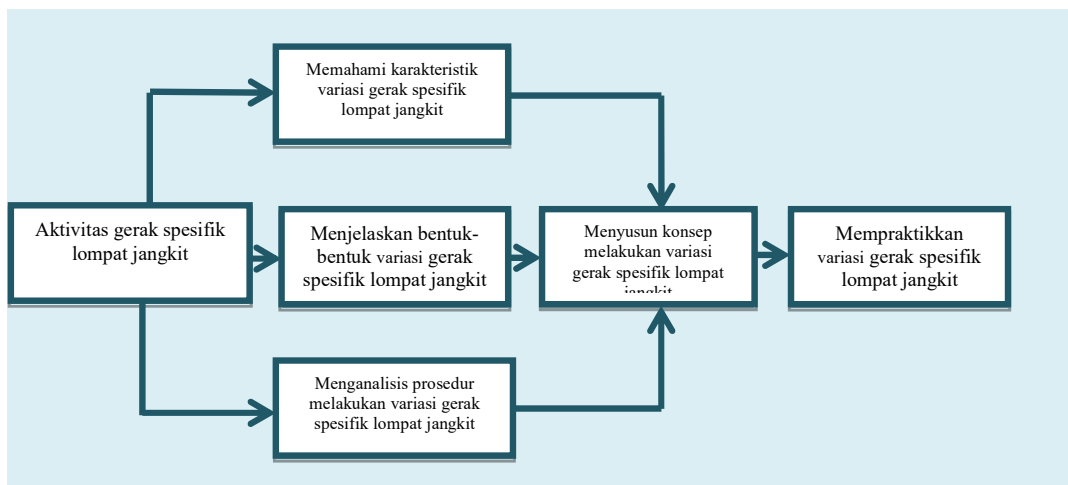 Memahami karakteristik
variasi gerak spesifik
lompat jangkit
Aktivitas gerak spesifik
lompat jangkit
Menjelaskan bentuk-
bentuk variasi gerak
spesifik lompat jangkit
Menyusun konsep
melakukan variasi
gerak spesifik lompat
jangkit
Mempraktikkan
variasi gerak spesifik
lompat jangkit
Menganalisis prosedur
melakukan variasi gerak
spesifik lompat jangkit